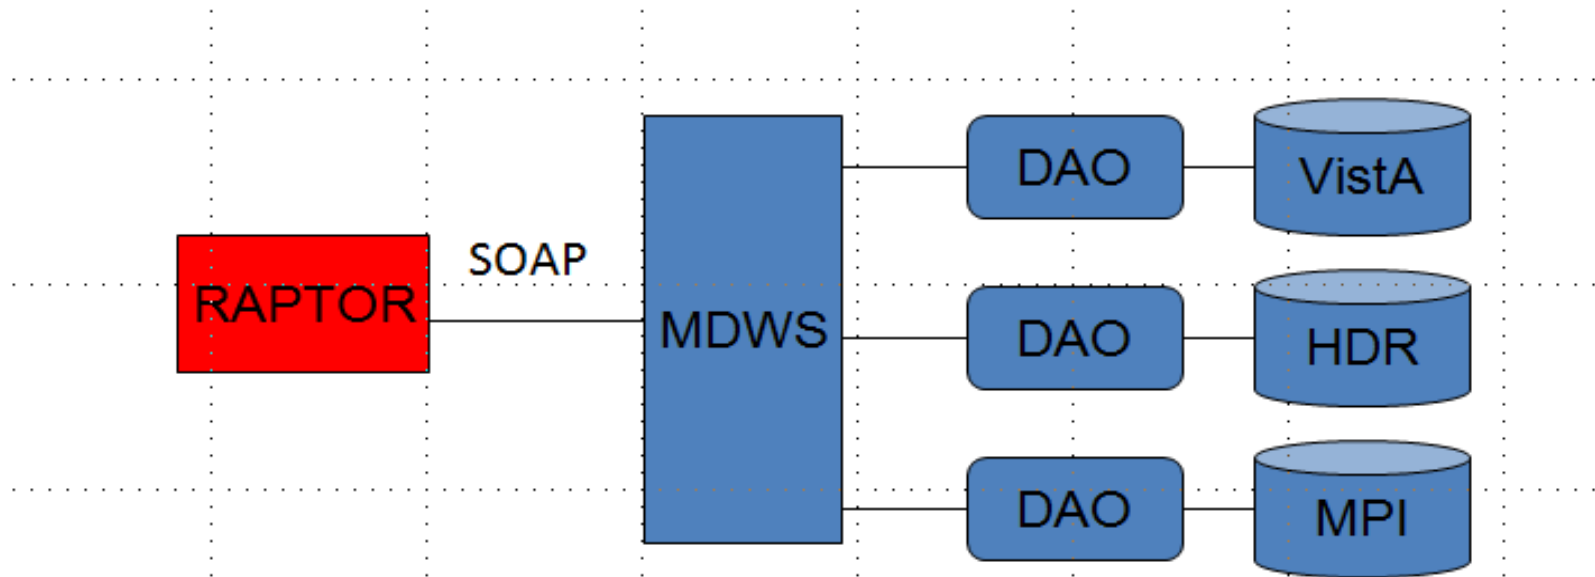 RAPTOR
SOAP
MDWS
DAO
VistA
DAO
HDR
DAO
MPI